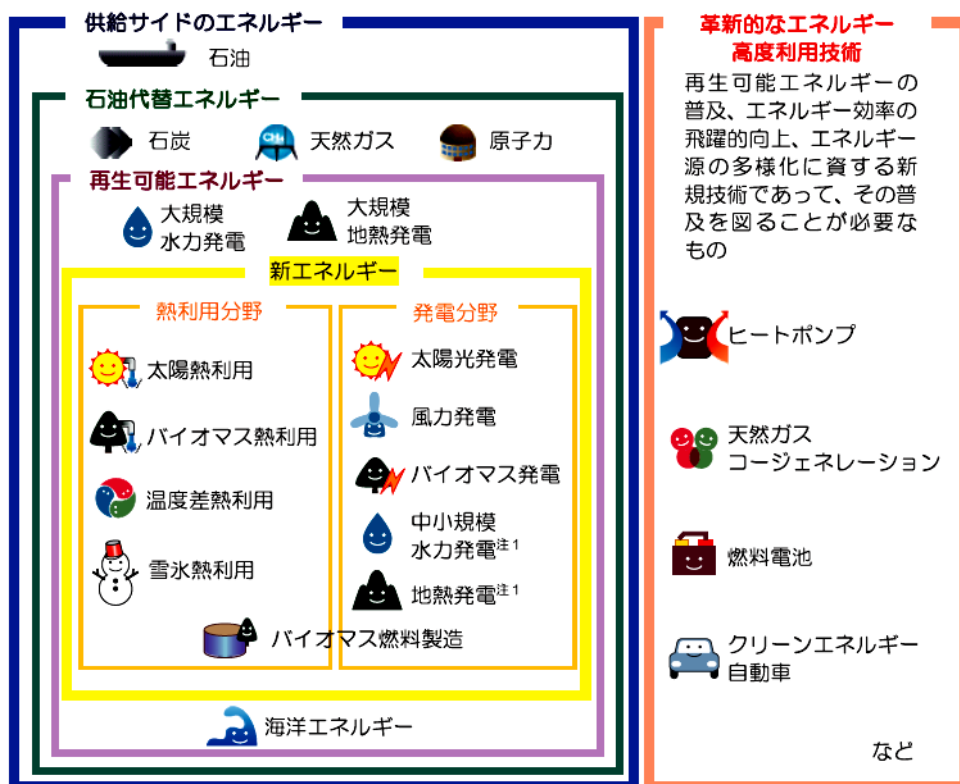 供給サイドのエネルギー
石油
石油代替エネルギー
石炭
天然ガス
CH4
原子力
再生可能エネルギー
大規模
水力発電
大規模
地熱発電
新エネルギー
熱利用分野
太陽熱利用
バイオマス熱利用
温度差熱利用
雪氷熱利用
発電分野
太陽光発電
風力発電
バイオマス発電
中小規模
水力発電注1
地熱発電注1
バイオマス燃料製造
海洋エネルギー
革新的なエネルギー
高度利用技術
再生可能エネルギーの
普及、エネルギー効率の
飛躍的向上、エネルギー
源の多様化に資する新
規技術であって、その普
及を図ることが必要な
もの
ヒートポンプ
天然ガス
コージェネレーション
燃料電池
クリーンエネルギー
自動車
など